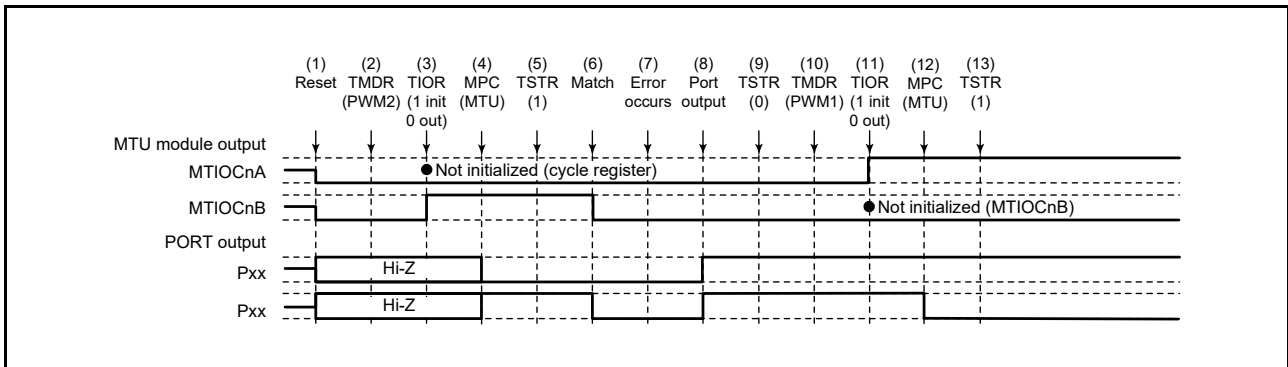 (1) (2) (3) (4) (5) (6) (7) (8) (9) (10) (11) (12) (13)
Reset TMDR TIOR MPC TSTR Match Error Port TSTR TMDR TIOR MPC TSTR
(PWM2) (1 init (MTU) (1) occurs output (0) (PWM1) (1 init (MTU) (1)
0 out) 0 out)
MTU module output
MTIOCnA Not initialized (cycle register)
MTIOCnB Not initialized (MTIOCnB)
PORT output
Pxx Hi-Z
Pxx Hi-Z